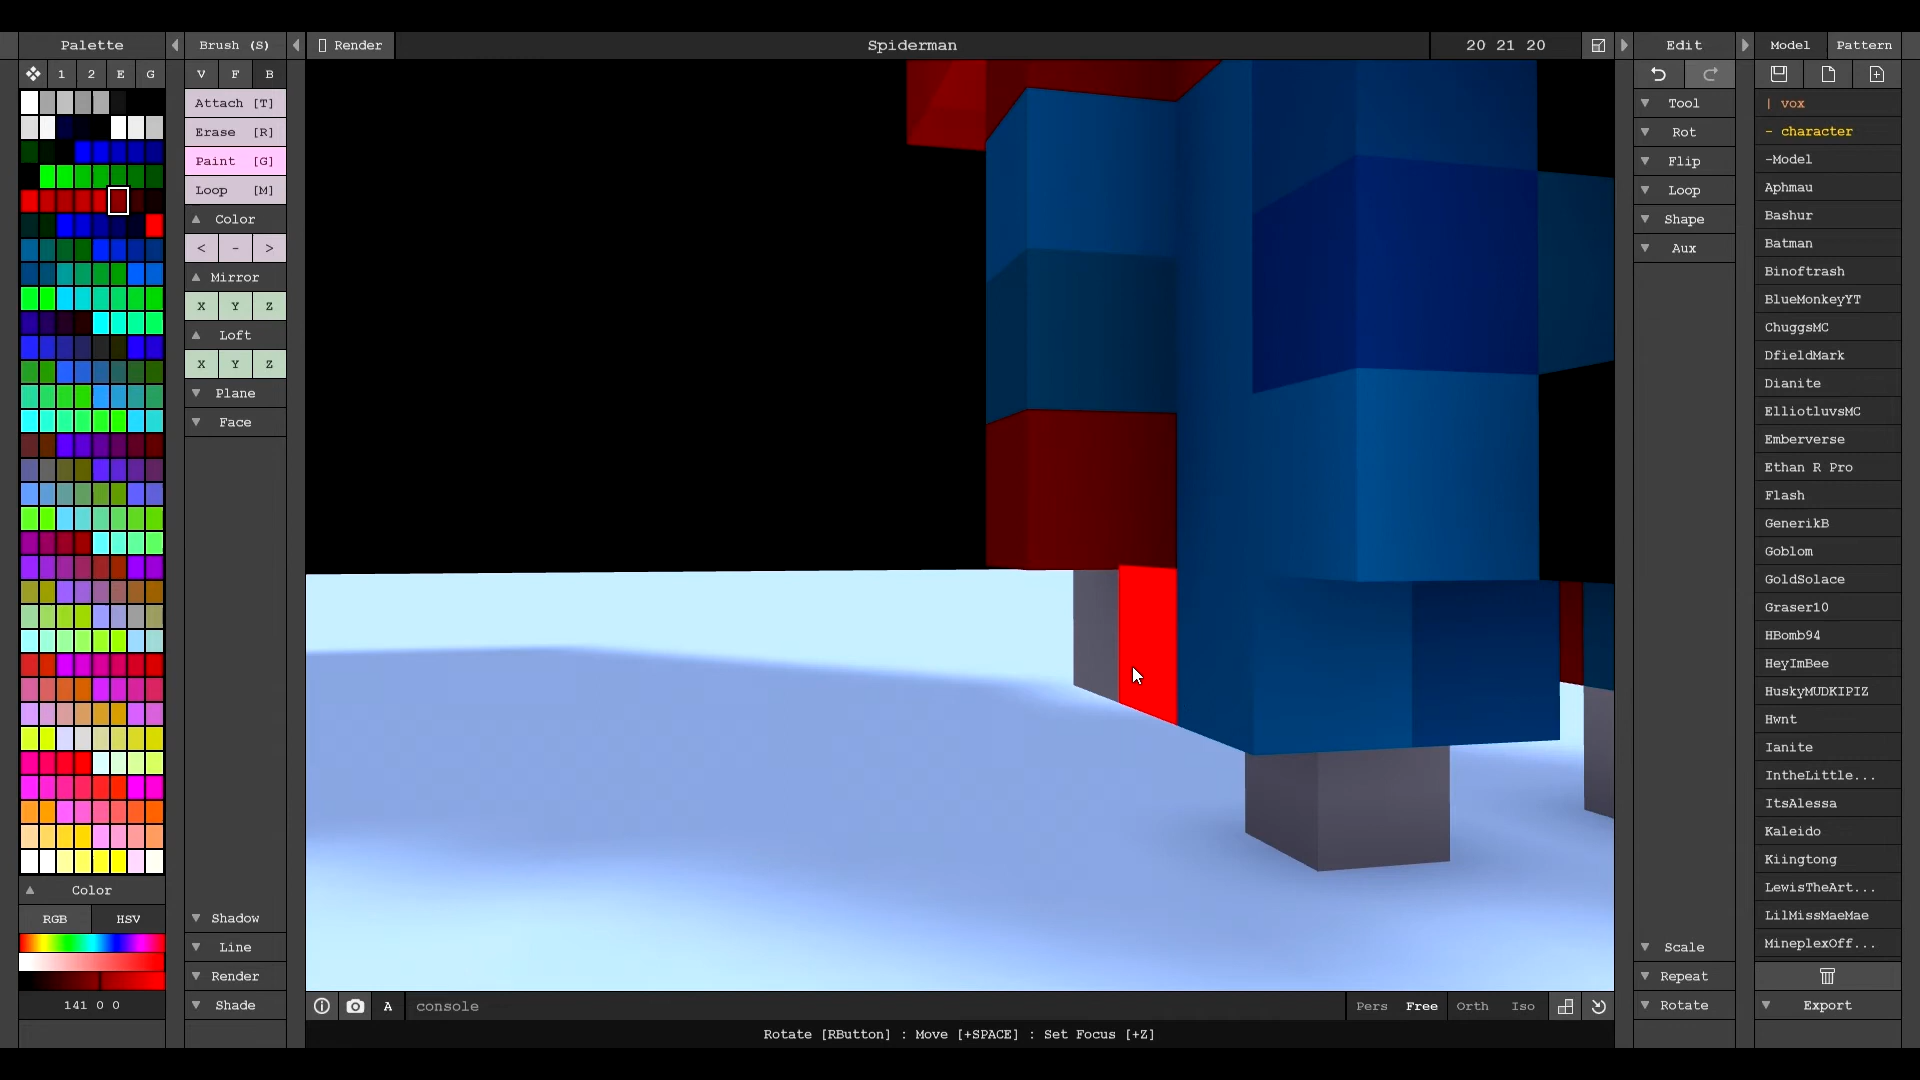 Palette
Brush (S)
Render
Spiderman
20 21 20
Edit
Model
Pattern
1 2 E G
V F B
Attach [T]
Erase [R]
Paint [G]
Loop [M]
Color
< - >
Mirror
X Y Z
Loft
X Y Z
Plane
Face
Shadow
Line
Render
Shade
Color
RGB HSV
141 0 0
A console
Pers Free Orth Iso
Rotate [RButton] : Move [+SPACE] : Set Focus [+Z]
Tool
Rot
Flip
Loop
Shape
Aux
Scale
Repeat
Rotate
| vox
- character
-Model
Aphmau
Bashur
Batman
Binoftrash
BlueMonkeyYT
ChuggsMC
DfieldMark
Dianite
ElliotluvsMC
Emberverse
Ethan R Pro
Flash
GenerikB
Goblom
GoldSolace
Graser10
HBomb94
HeyImBee
HuskyMUDKIPIZ
Hwnt
Ianite
IntheLittle...
ItsAlessa
Kaleido
Kiingtong
LewisTheArt...
LilMissMaeMae
MineplexOff...
Export